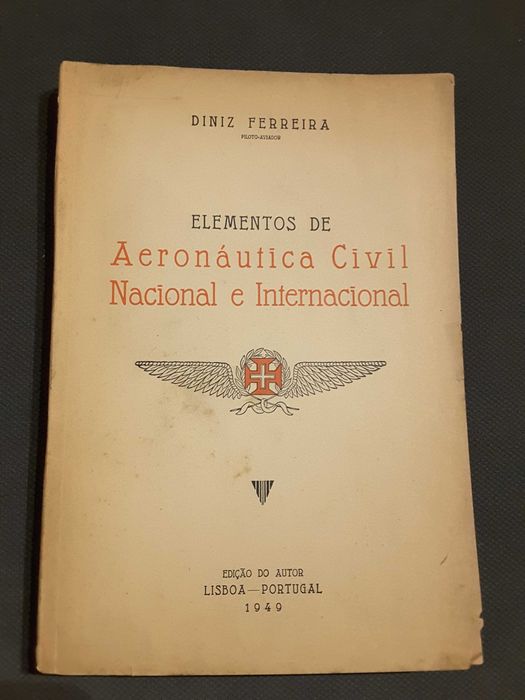 DINIZ FERREIRA
PILOTO-AVIADOR
ELEMENTOS DE
Aeronáutica Civil
Nacional e Internacional
EDIÇÃO DO AUTOR
LISBOA—PORTUGAL
1949